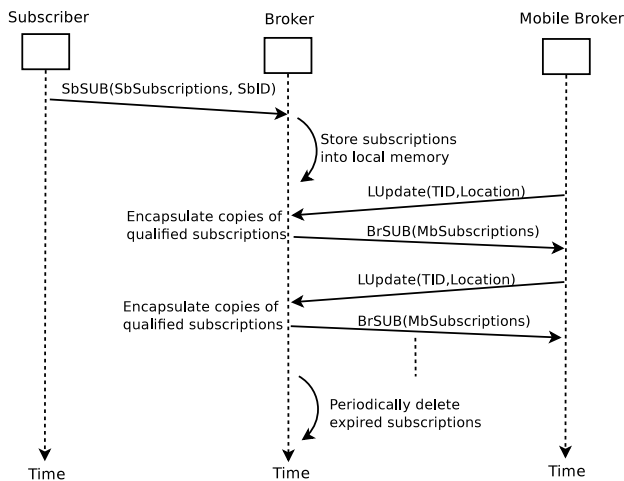 Subscriber
Broker
Mobile Broker
SbSUB(SbSubscriptions, SbID)
Store subscriptions
into local memory
LUpdate(TID,Location)
Encapsulate copies of
qualified subscriptions
BrSUB(MbSubscriptions)
LUpdate(TID,Location)
Encapsulate copies of
qualified subscriptions
BrSUB(MbSubscriptions)
Periodically delete
expired subscriptions
Time
Time
Time